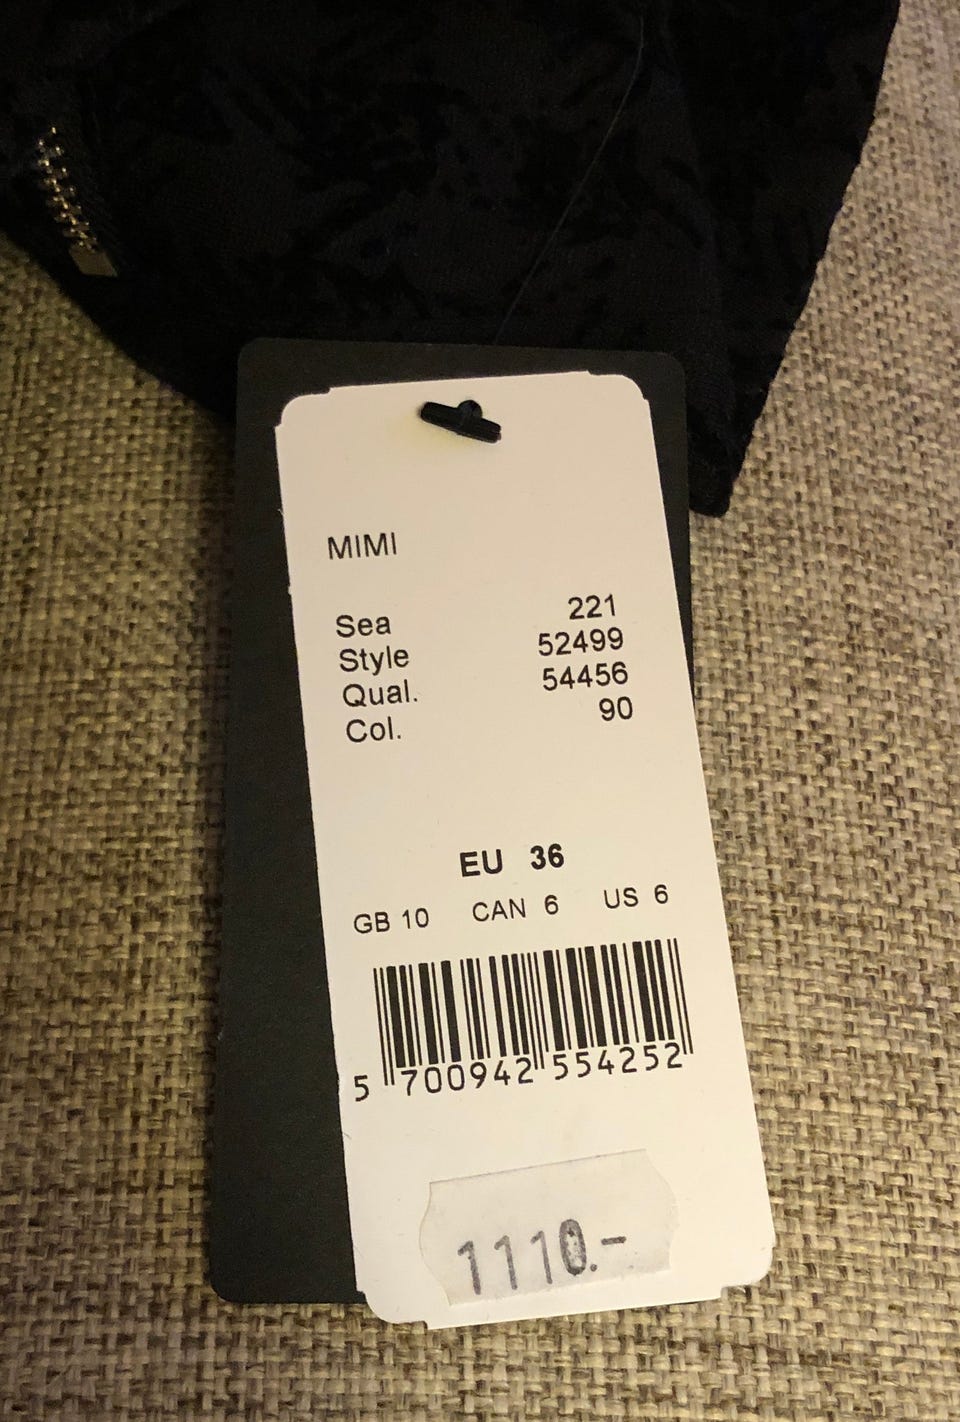 MIMI
Sea 221
Style 52499
Qual. 54456
Col. 90
EU 36
GB 10 CAN 6 US 6
5 700942 554252
1110.-